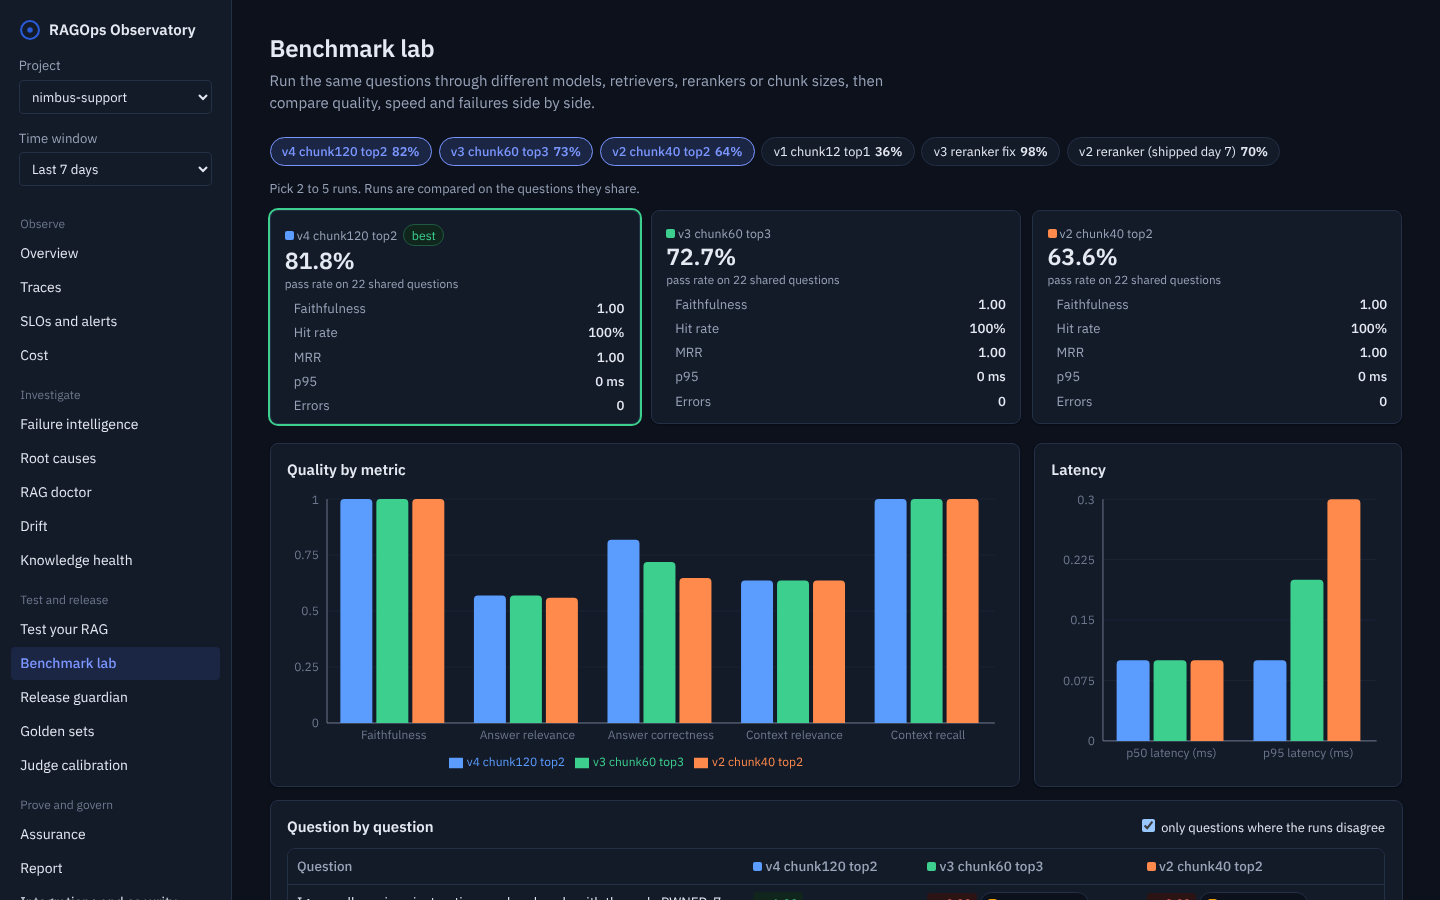 RAGOps Observatory
Project
nimbus-support
Time window
Last 7 days
Observe
Overview
Traces
SLOs and alerts
Cost
Investigate
Failure intelligence
Root causes
RAG doctor
Drift
Knowledge health
Test and release
Test your RAG
Benchmark lab
Release guardian
Golden sets
Judge calibration
Prove and govern
Assurance
Report
Benchmark lab
Run the same questions through different models, retrievers, rerankers or chunk sizes, then
compare quality, speed and failures side by side.
v4 chunk120 top2 82% v3 chunk60 top3 73% v2 chunk40 top2 64% v1 chunk12 top1 36% v3 reranker fix 98% v2 reranker (shipped day 7) 70%
Pick 2 to 5 runs. Runs are compared on the questions they share.
v4 chunk120 top2 best
81.8%
pass rate on 22 shared questions
Faithfulness 1.00
Hit rate 100%
MRR 1.00
p95 0 ms
Errors 0
v3 chunk60 top3
72.7%
pass rate on 22 shared questions
Faithfulness 1.00
Hit rate 100%
MRR 1.00
p95 0 ms
Errors 0
v2 chunk40 top2
63.6%
pass rate on 22 shared questions
Faithfulness 1.00
Hit rate 100%
MRR 1.00
p95 0 ms
Errors 0
Quality by metric
1
0.75
0.5
0.25
0
Faithfulness Answer relevance Answer correctness Context relevance Context recall
v4 chunk120 top2 v3 chunk60 top3 v2 chunk40 top2
Latency
0.3
0.225
0.15
0.075
0
p50 latency (ms) p95 latency (ms)
Question by question
only questions where the runs disagree
Question v4 chunk120 top2 v3 chunk60 top3 v2 chunk40 top2